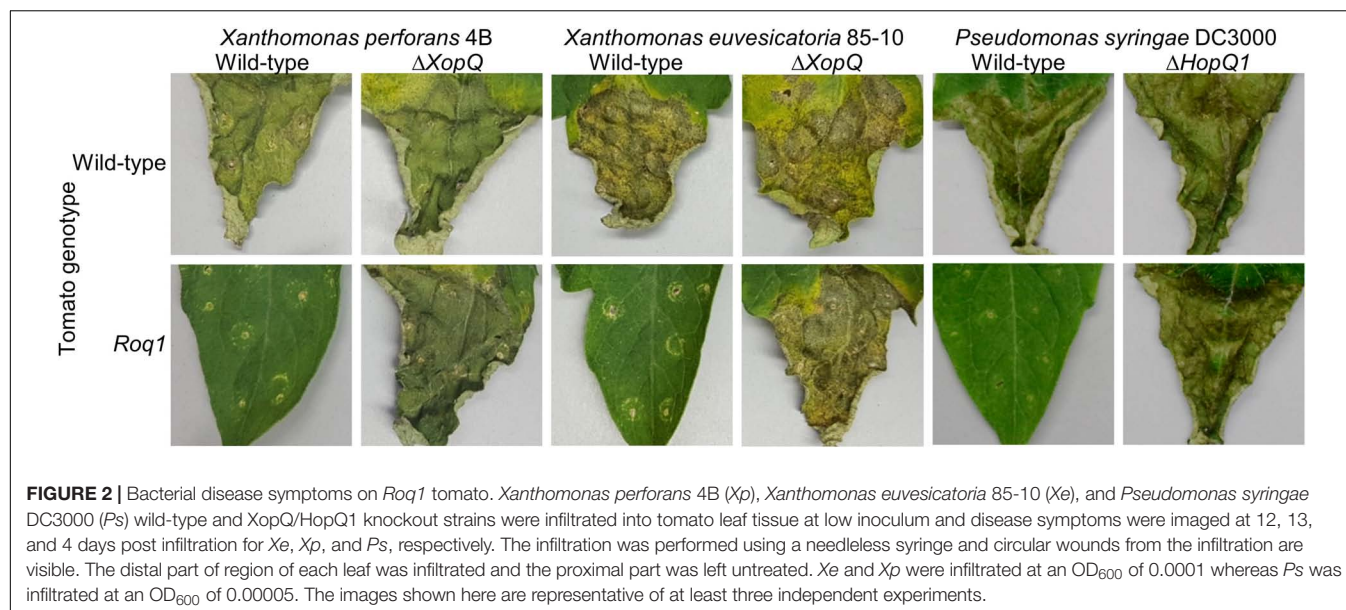 Xanthomonas perforans 4B Xanthomonas euvesicatoria 85-10 Pseudomonas syringae DC3000
Wild-type ΔXopQ Wild-type ΔXopQ Wild-type ΔHopQ1
Tomato genotype
Wild-type
Roq1
FIGURE 2 | Bacterial disease symptoms on Roq1 tomato. Xanthomonas perforans 4B (Xp), Xanthomonas euvesicatoria 85-10 (Xe), and Pseudomonas syringae
DC3000 (Ps) wild-type and XopQ/HopQ1 knockout strains were infiltrated into tomato leaf tissue at low inoculum and disease symptoms were imaged at 12, 13,
and 4 days post infiltration for Xe, Xp, and Ps, respectively. The infiltration was performed using a needleless syringe and circular wounds from the infiltration are
visible. The distal part of region of each leaf was infiltrated and the proximal part was left untreated. Xe and Xp were infiltrated at an OD₆₀₀ of 0.0001 whereas Ps was
infiltrated at an OD₆₀₀ of 0.00005. The images shown here are representative of at least three independent experiments.